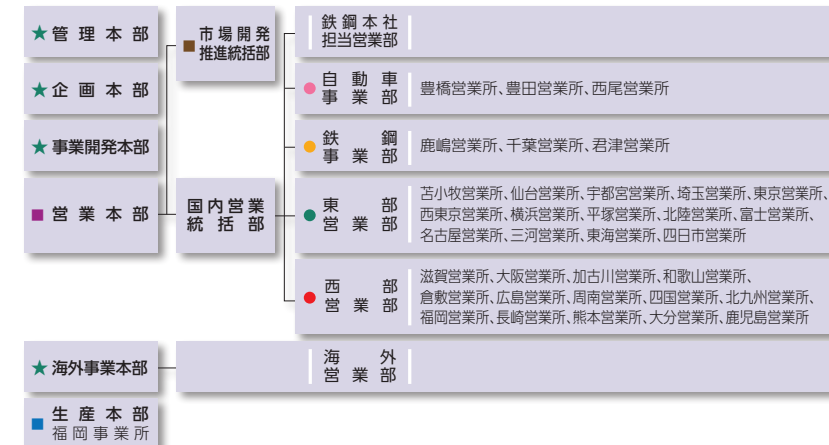 ★管理本部
★企画本部
★事業開発本部
■営業本部
■市場開発
推進統括部
国内営業
統括部
鉄鋼本社
担当営業部
●自動車
事業部
豊橋営業所、豊田営業所、西尾営業所
●鉄鋼
事業部
鹿嶋営業所、千葉営業所、君津営業所
●東部
営業部
苫小牧営業所、仙台営業所、宇都宮営業所、埼玉営業所、東京営業所、
西東京営業所、横浜営業所、平塚営業所、北陸営業所、富士営業所、
名古屋営業所、三河営業所、東海営業所、四日市営業所
●西部
営業部
滋賀営業所、大阪営業所、加古川営業所、和歌山営業所、
倉敷営業所、広島営業所、周南営業所、四国営業所、北九州営業所、
福岡営業所、長崎営業所、熊本営業所、大分営業所、鹿児島営業所
★海外事業本部
海外
営業部
■生産本部
福岡事業所